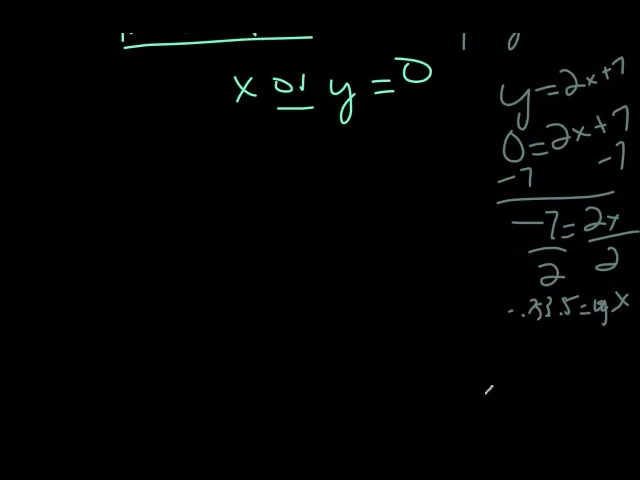 x or y = 0
y = 2x + 7
0 = 2x + 7
-7 -7
-7 = 2x
2 2